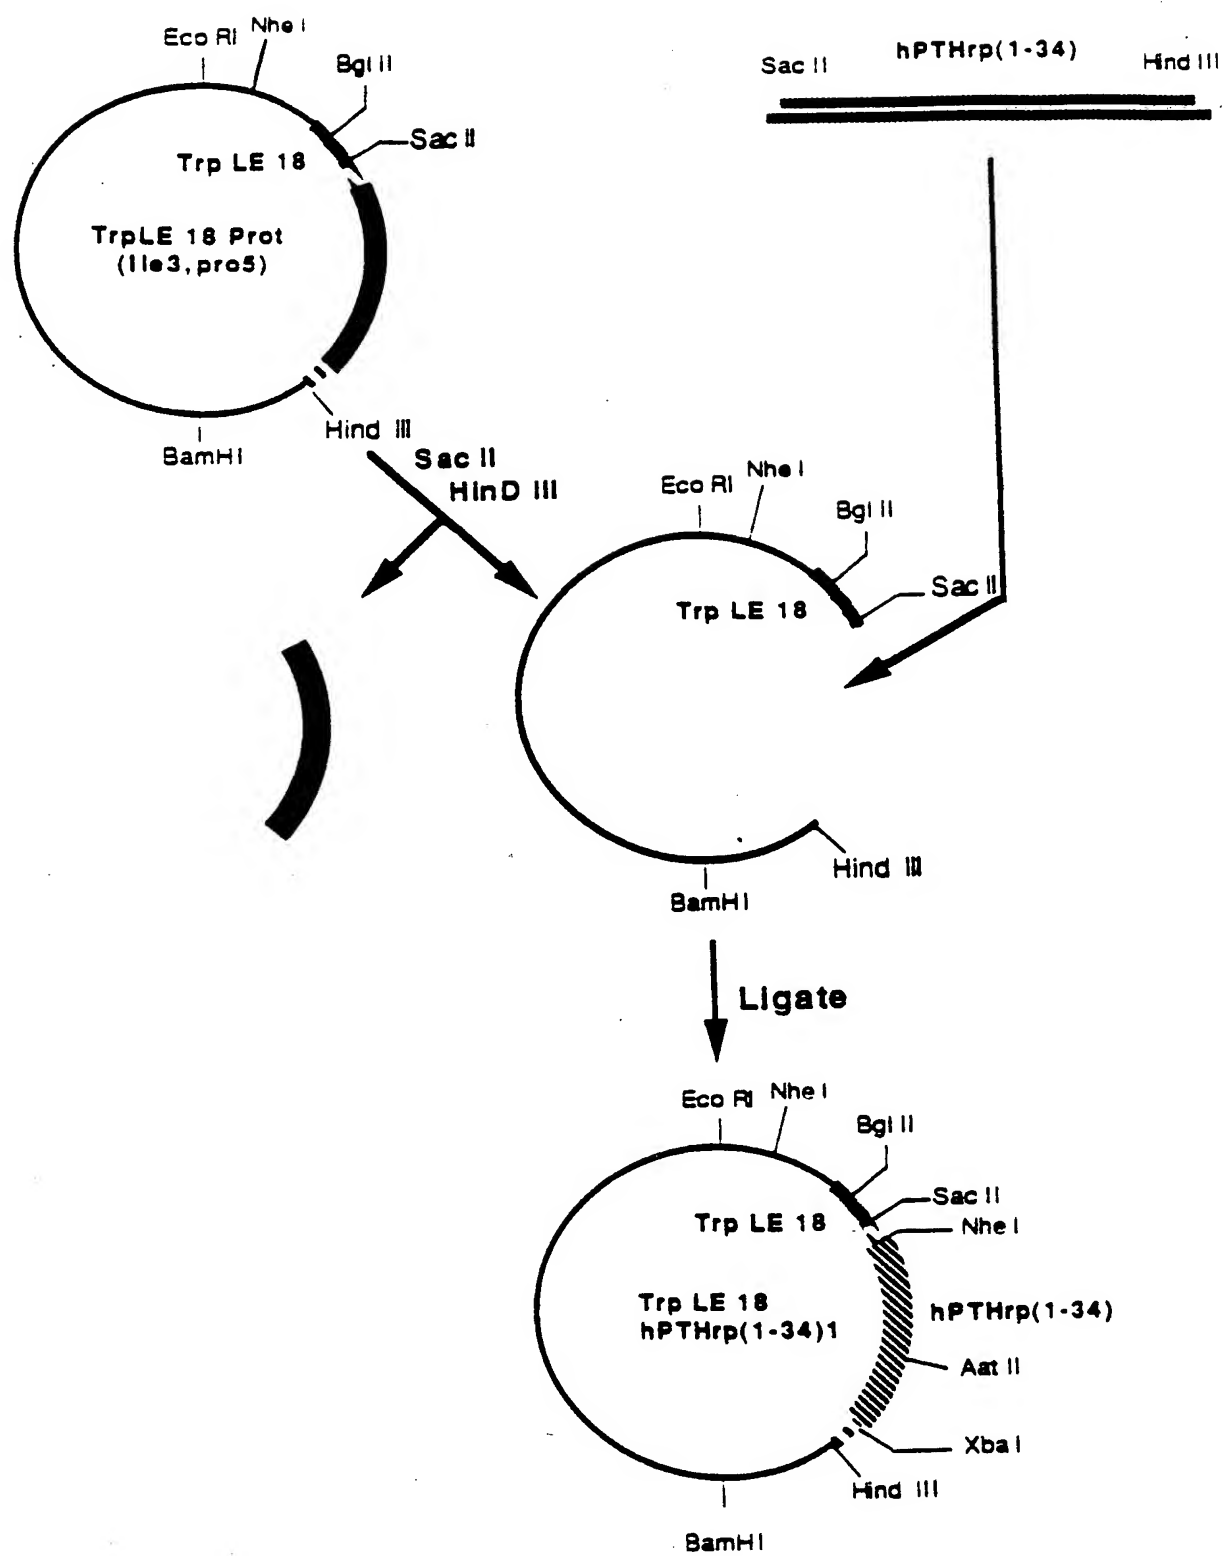 Eco RI
Nhe I
Bgl II
Sac II
Trp LE 18
TrpLE 18 Prot
(Ile3,pro5)
Hind III
BamHI
Sac II
hPTHrp(1-34)
Hind III
Sac II
HinD III
Eco RI
Nhe I
Bgl II
Sac II
Trp LE 18
Hind III
BamHI
Ligate
Eco RI
Nhe I
Bgl II
Sac II
Nhe I
Trp LE 18
Trp LE 18
hPTHrp(1-34)1
hPTHrp(1-34)
Aat II
Xba I
Hind III
BamHI